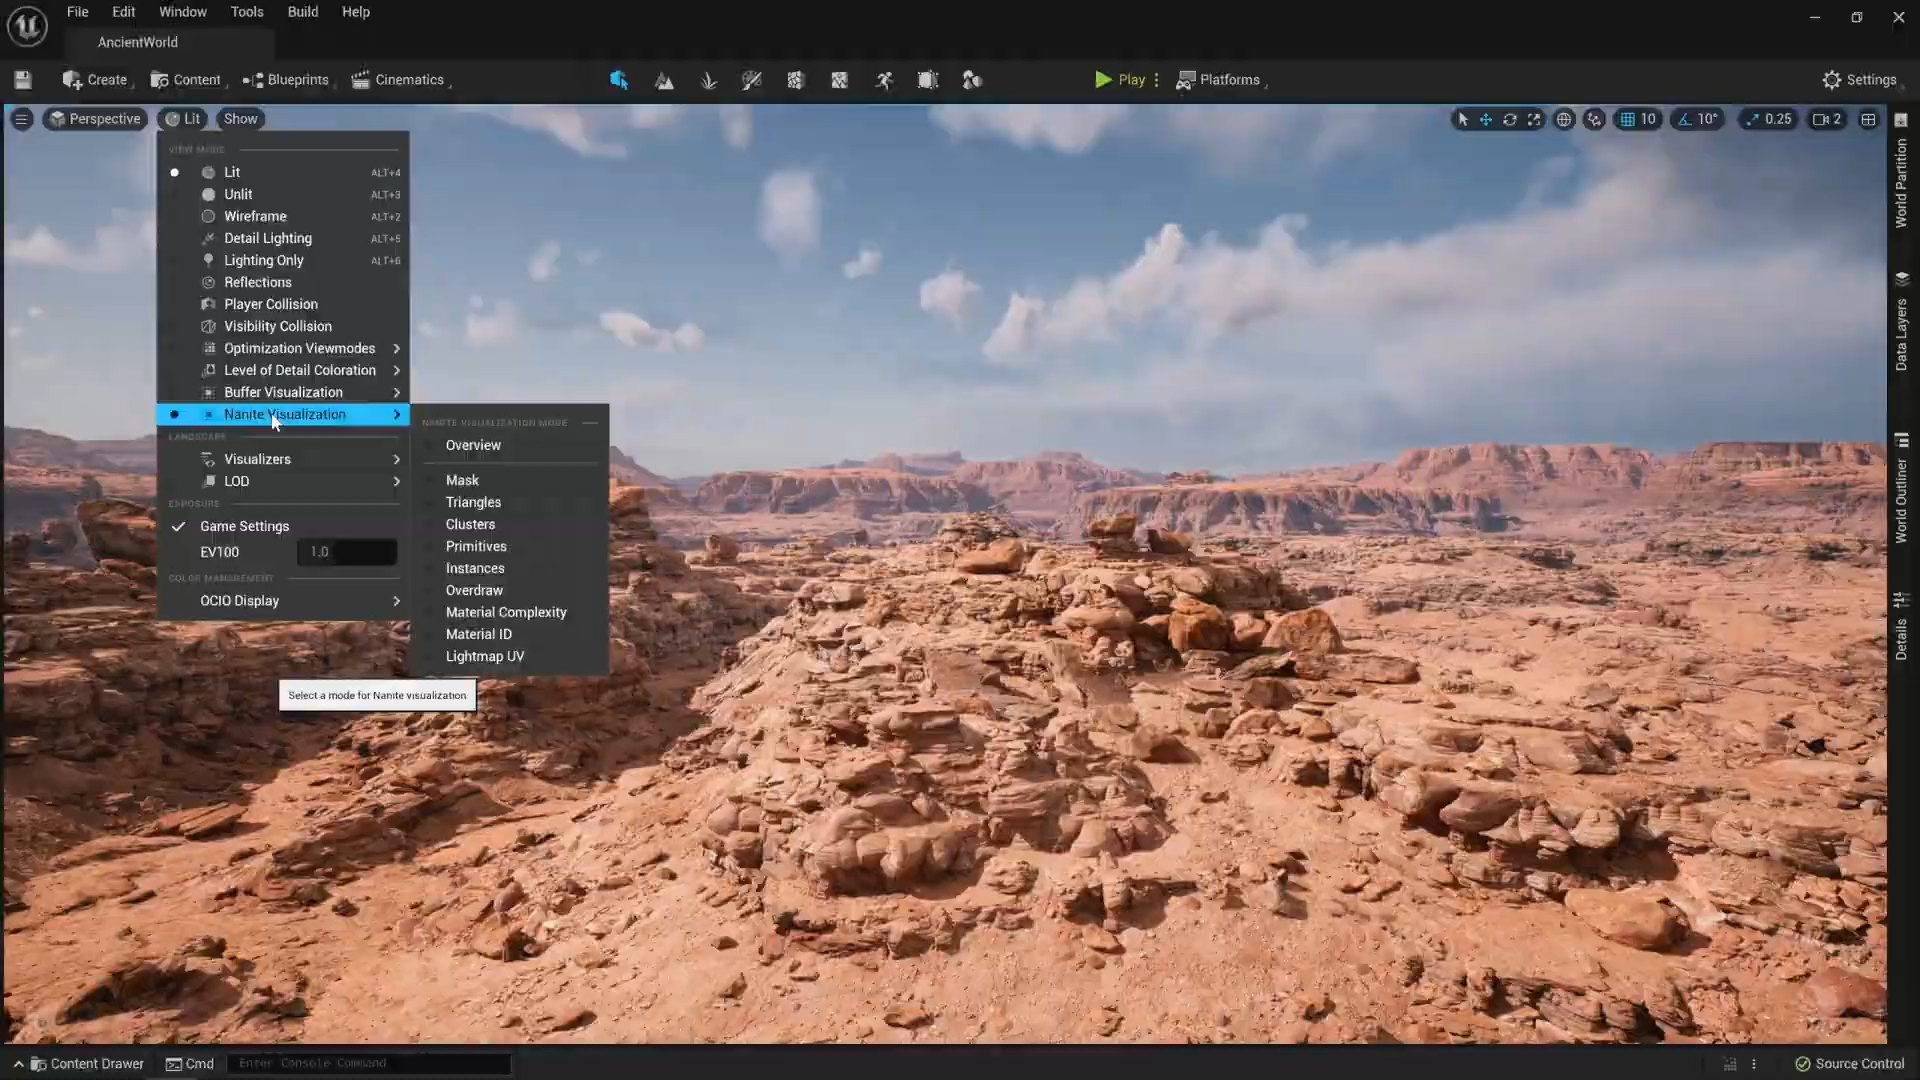 File Edit Window Tools Build Help
AncientWorld
Create Content Blueprints Cinematics Play Platforms Settings
Perspective Lit Show 10 10° 0.25 2
VIEW MODE
Lit ALT+4
Unlit ALT+3
Wireframe ALT+2
Detail Lighting ALT+5
Lighting Only ALT+6
Reflections
Player Collision
Visibility Collision
Optimization Viewmodes
Level of Detail Coloration
Buffer Visualization
Nanite Visualization
LANDSCAPE
Visualizers
LOD
EXPOSURE
Game Settings
EV100 1.0
COLOR MANAGEMENT
OCIO Display
NANITE VISUALIZATION MODE
Overview
Mask
Triangles
Clusters
Primitives
Instances
Overdraw
Material Complexity
Material ID
Lightmap UV
Select a mode for Nanite visualization
World Partition
Data Layers
World Outliner
Details
Content Drawer Cmd Enter Console Command Source Control